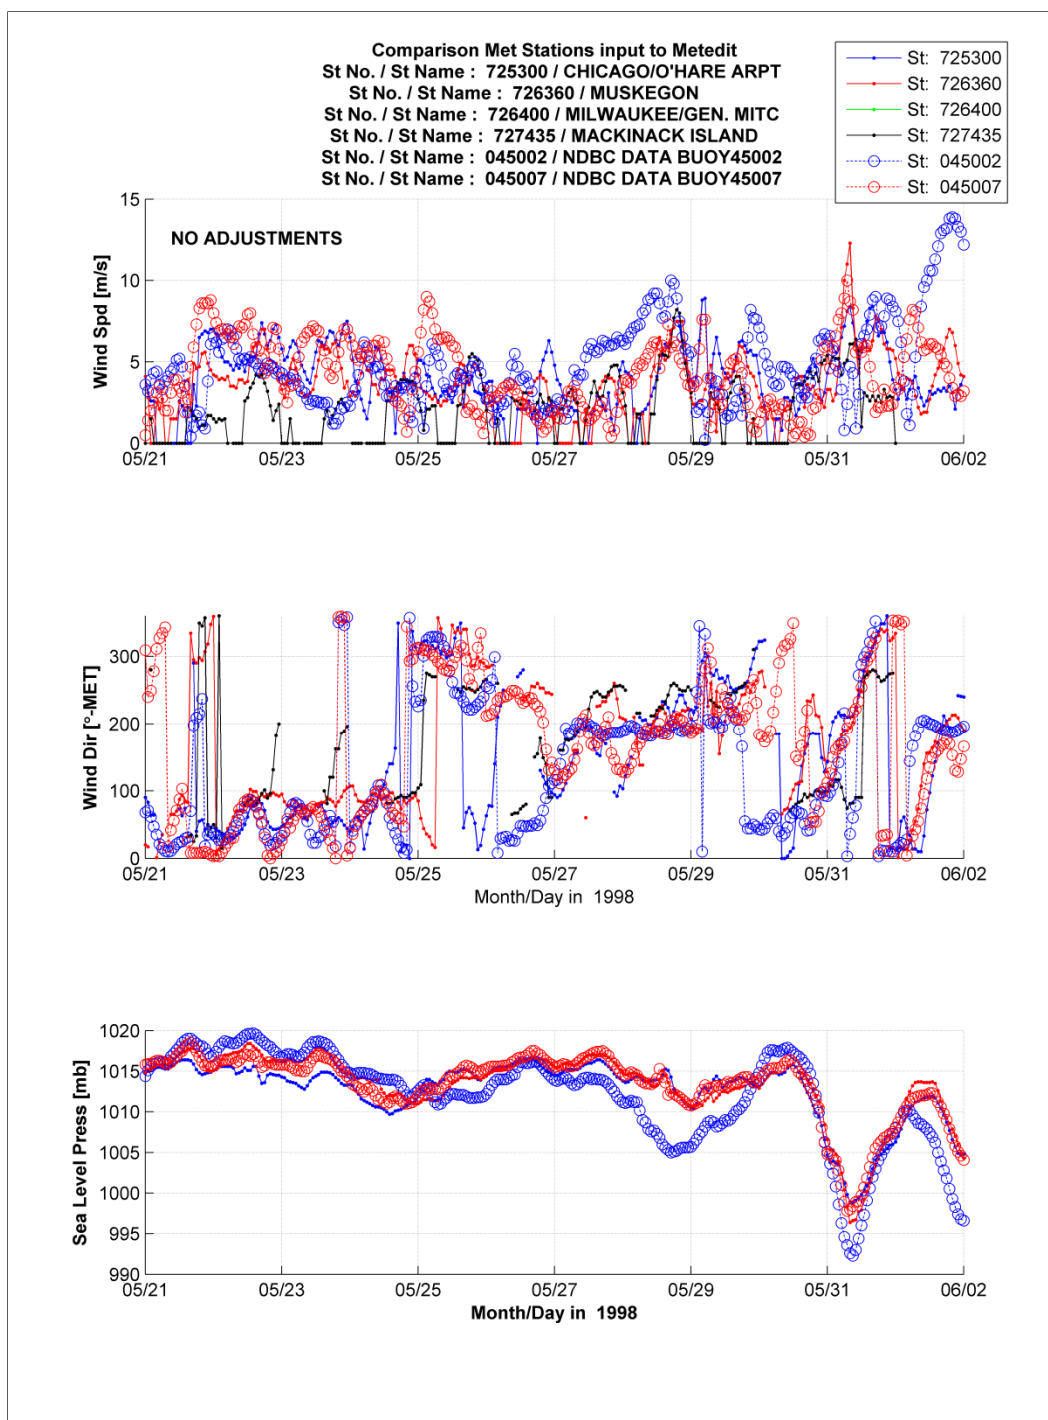 Comparison Met Stations input to Metedit
St No. / St Name : 725300 / CHICAGO/O'HARE ARPT
St No. / St Name : 726360 / MUSKEGON
St No. / St Name : 726400 / MILWAUKEE/GEN. MITC
St No. / St Name : 727435 / MACKINACK ISLAND
St No. / St Name : 045002 / NDBC DATA BUOY45002
St No. / St Name : 045007 / NDBC DATA BUOY45007
St: 725300
St: 726360
St: 726400
St: 727435
St: 045002
St: 045007
NO ADJUSTMENTS
Wind Spd [m/s]
15
10
5
0
05/21 05/23 05/25 05/27 05/29 05/31 06/02
Wind Dir [°-MET]
300
200
100
0
05/21 05/23 05/25 05/27 05/29 05/31 06/02
Month/Day in 1998
Sea Level Press [mb]
1020
1015
1010
1005
1000
995
990
05/21 05/23 05/25 05/27 05/29 05/31 06/02
Month/Day in 1998